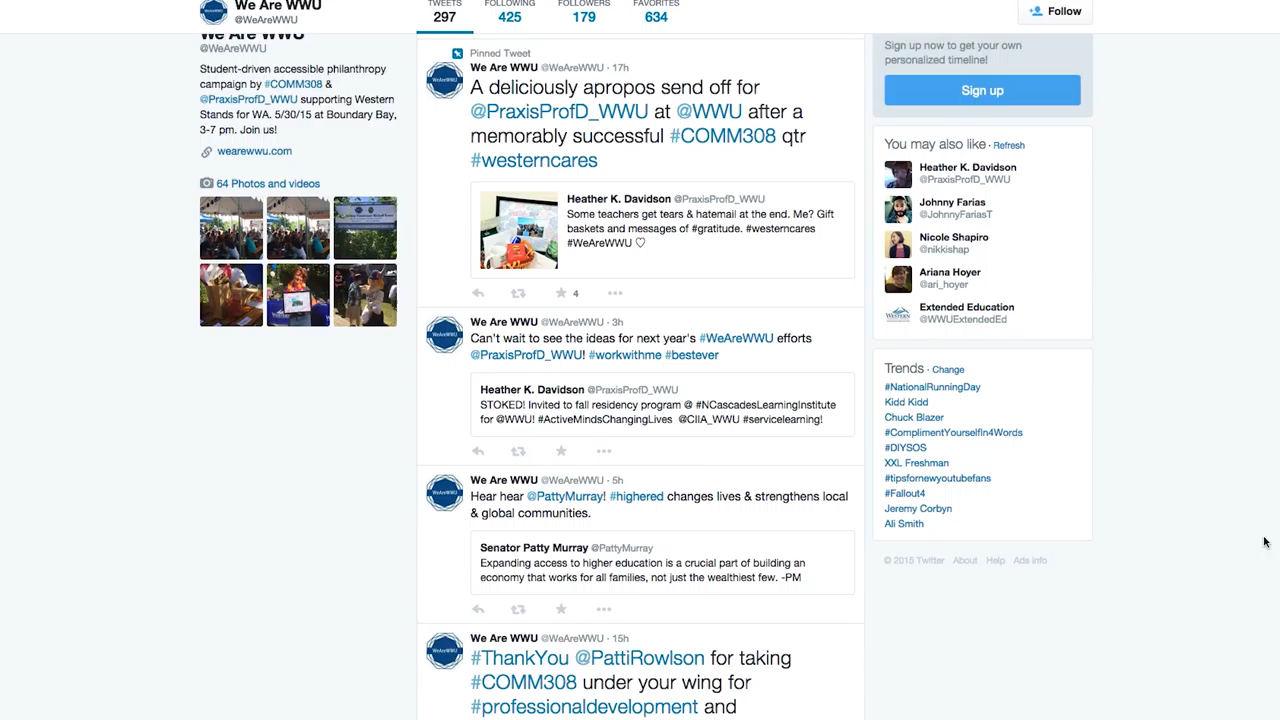 We Are WWU
@WeAreWWU
TWEETS
297
FOLLOWING
425
FOLLOWERS
179
FAVORITES
634
Follow
We Are WWU
@WeAreWWU
Student-driven accessible philanthropy
campaign by #COMM308 &
@PraxisProfD_WWU supporting Western
Stands for WA. 5/30/15 at Boundary Bay,
3-7 pm. Join us!
wearewwu.com
64 Photos and videos
Pinned Tweet
We Are WWU @WeAreWWU · 17h
A deliciously apropos send off for
@PraxisProfD_WWU at @WWU after a
memorably successful #COMM308 qtr
#westerncares
Heather K. Davidson @PraxisProfD_WWU
Some teachers get tears & hatemail at the end. Me? Gift
baskets and messages of #gratitude. #westerncares
#WeAreWWU ♡
4
We Are WWU @WeAreWWU · 3h
Can't wait to see the ideas for next year's #WeAreWWU efforts
@PraxisProfD_WWU! #workwithme #bestever
Heather K. Davidson @PraxisProfD_WWU
STOKED! Invited to fall residency program @ #NCascadesLearningInstitute
for @WWU! #ActiveMindsChangingLives @CIIA_WWU #servicelearning!
We Are WWU @WeAreWWU · 5h
Hear hear @PattyMurray! #highered changes lives & strengthens local
& global communities.
Senator Patty Murray @PattyMurray
Expanding access to higher education is a crucial part of building an
economy that works for all families, not just the wealthiest few. -PM
We Are WWU @WeAreWWU · 15h
#ThankYou @PattiRowlson for taking
#COMM308 under your wing for
#professionaldevelopment and
Sign up now to get your own
personalized timeline!
Sign up
You may also like · Refresh
Heather K. Davidson
@PraxisProfD_WWU
Johnny Farias
@JohnnyFariasT
Nicole Shapiro
@nikkishap
Ariana Hoyer
@ari_hoyer
Extended Education
@WWUExtendedEd
Trends · Change
#NationalRunningDay
Kidd Kidd
Chuck Blazer
#ComplimentYourselfIn4Words
#DIYSOS
XXL Freshman
#tipsfornewyoutubefans
#Fallout4
Jeremy Corbyn
Ali Smith
© 2015 Twitter About Help Ads info